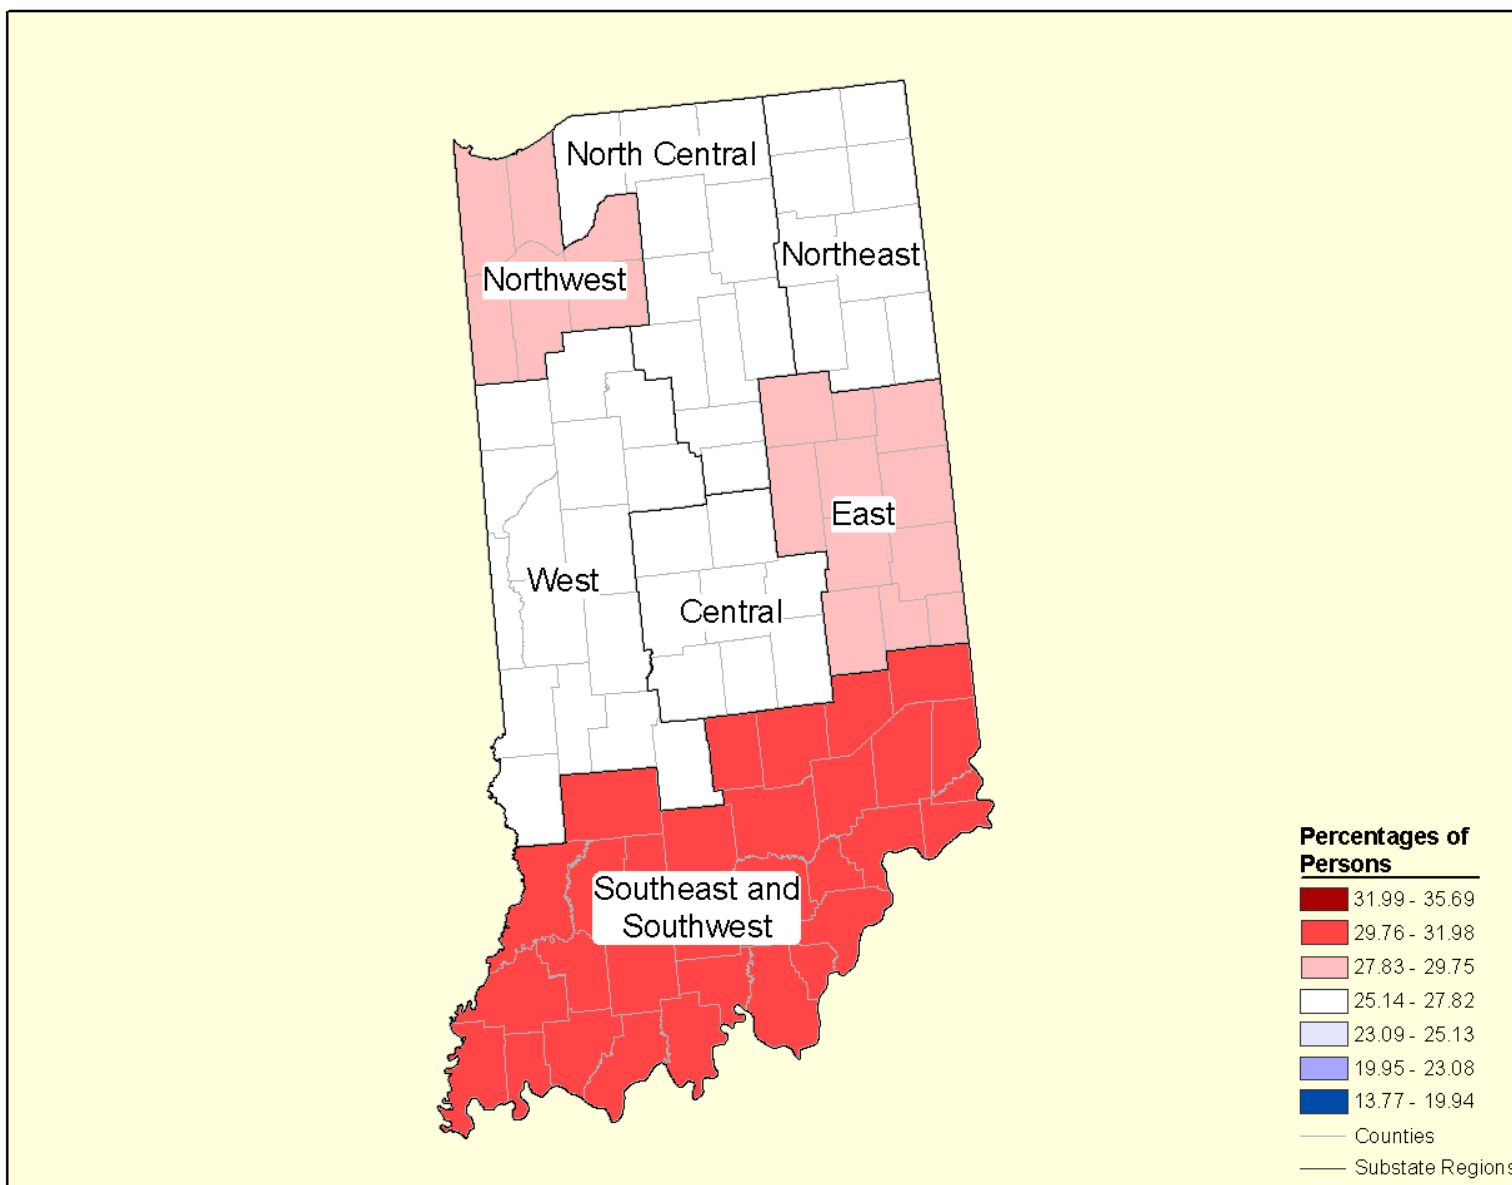 North Central
Northeast
Northwest
East
West
Central
Southeast and
Southwest
Percentages of
Persons
31.99 - 35.69
29.76 - 31.98
27.83 - 29.75
25.14 - 27.82
23.09 - 25.13
19.95 - 23.08
13.77 - 19.94
Counties
Substate Regions